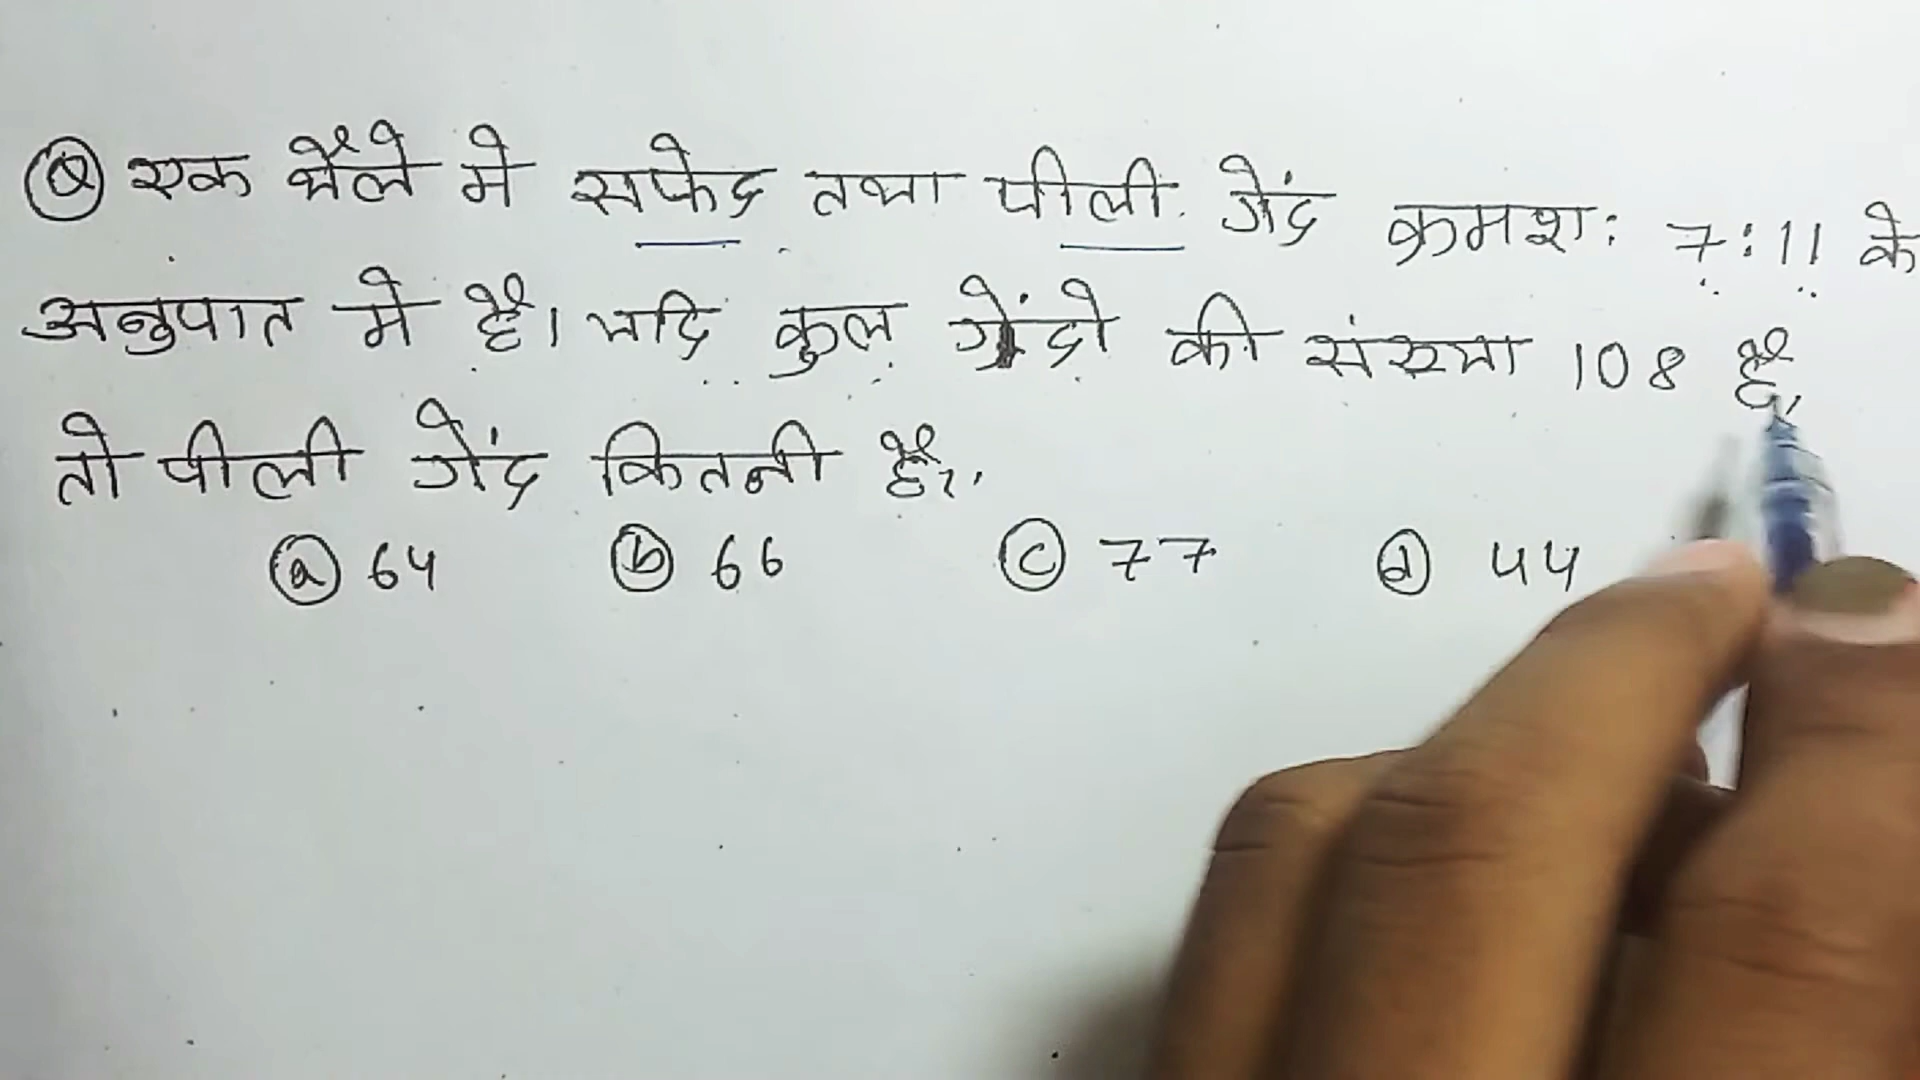 Q एक थैले मे सफेद तथा पीली गेंद क्रमश: 7:11 के
अनुपात मे है। यदि कुल गेंदो की संख्या 108 है,
तो पीली गेंद कितनी है?
a 64 b 66 c 77 d 44